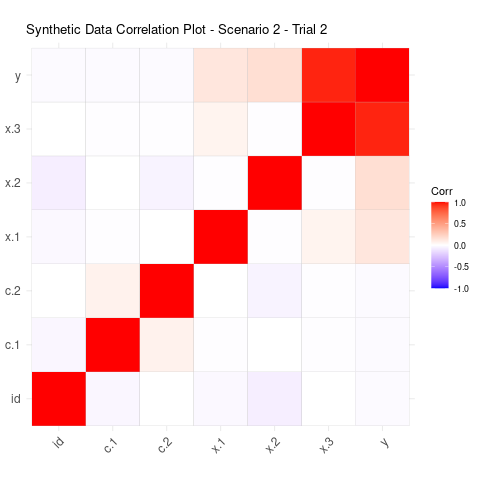 Synthetic Data Correlation Plot - Scenario 2 - Trial 2
y
x.3
x.2
x.1
c.2
c.1
id
id
c.1
c.2
x.1
x.2
x.3
y
Corr
1.0
0.5
0.0
-0.5
-1.0